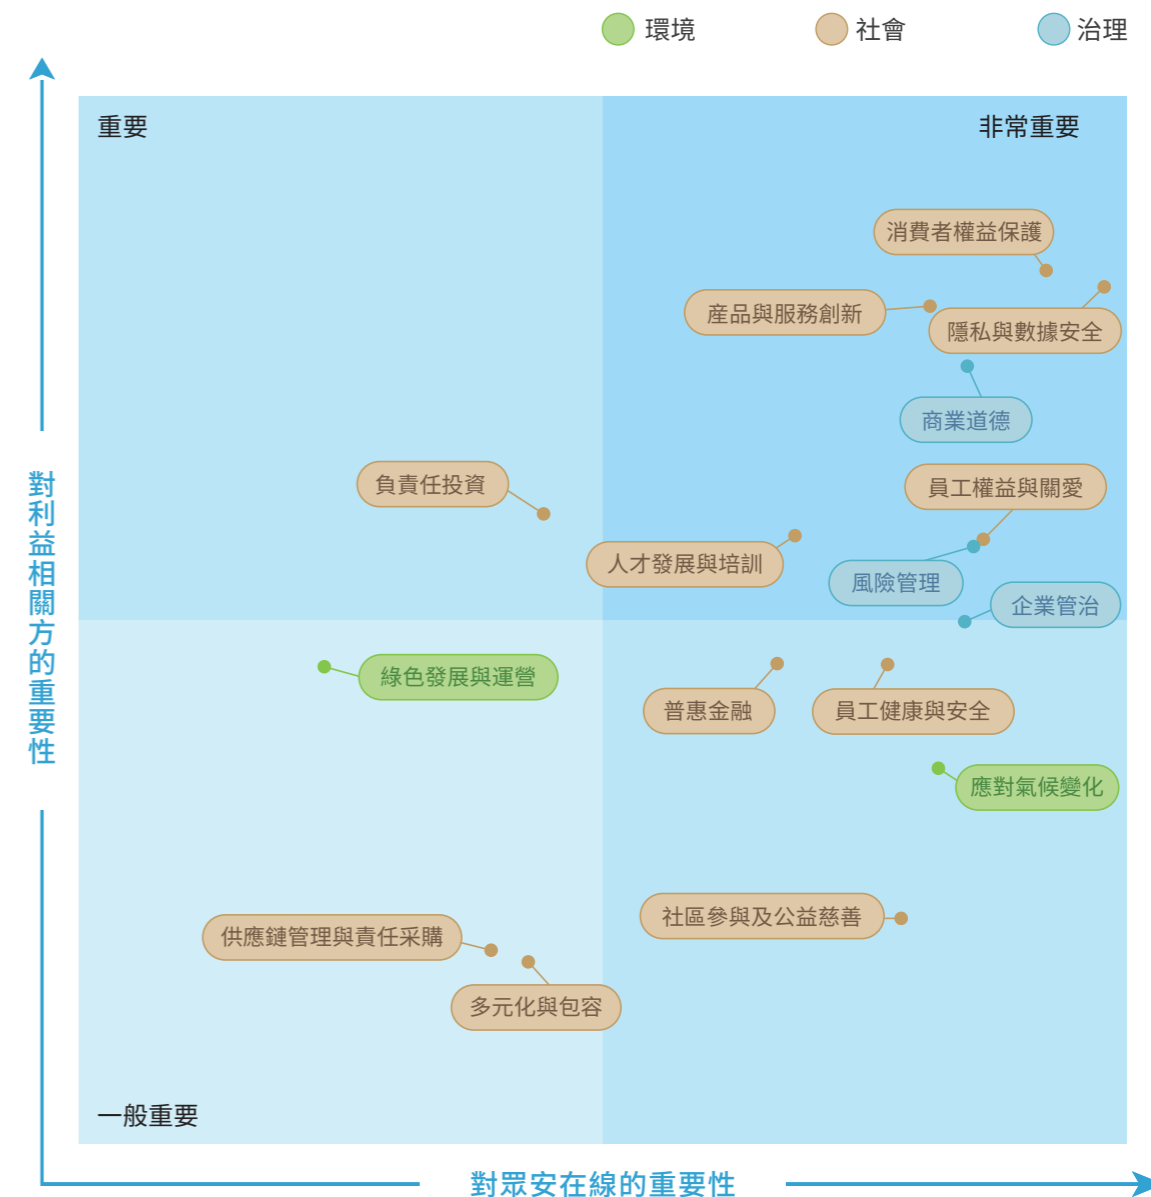 環境
社會
治理
重要
非常重要
消費者權益保護
產品與服務創新
隱私與數據安全
商業道德
負責任投資
員工權益與關愛
人才發展與培訓
風險管理
企業管治
綠色發展與運營
普惠金融
員工健康與安全
應對氣候變化
社區參與及公益慈善
供應鏈管理與責任采購
多元化與包容
一般重要
對利益相關方的重要性
對眾安在線的重要性